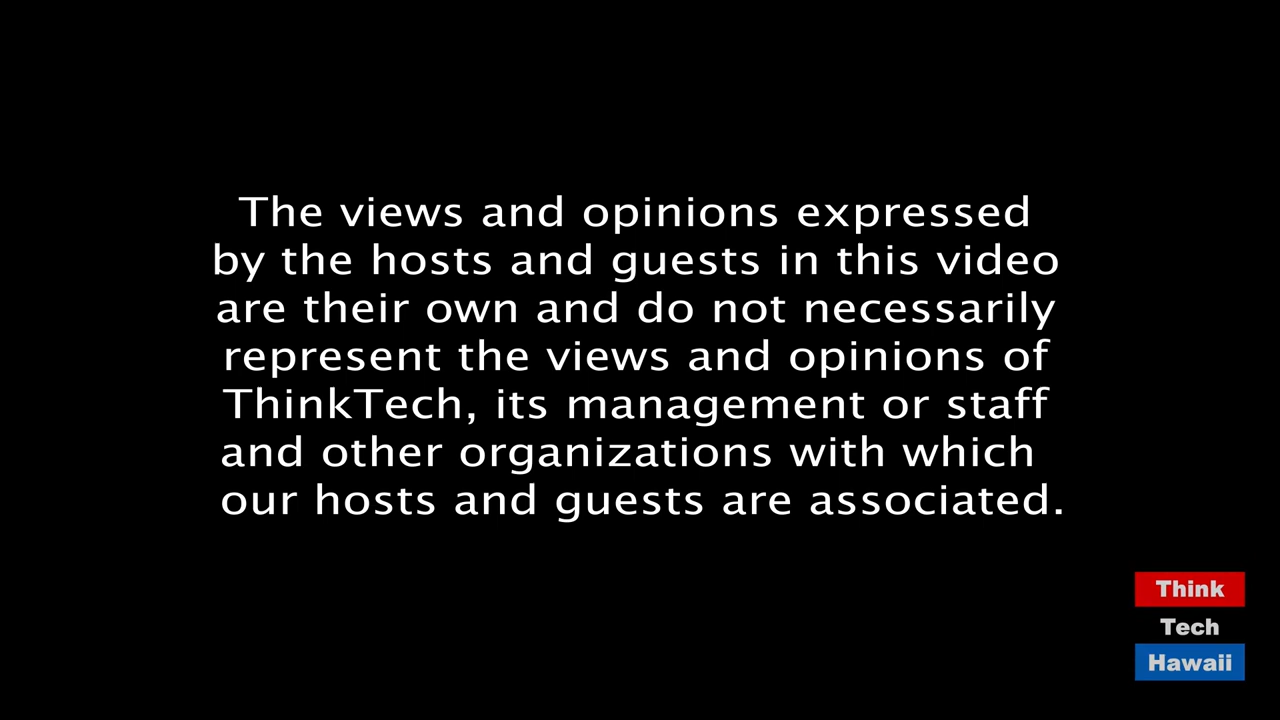 The views and opinions expressed
by the hosts and guests in this video
are their own and do not necessarily
represent the views and opinions of
ThinkTech, its management or staff
and other organizations with which
our hosts and guests are associated.
Think
Tech
Hawaii